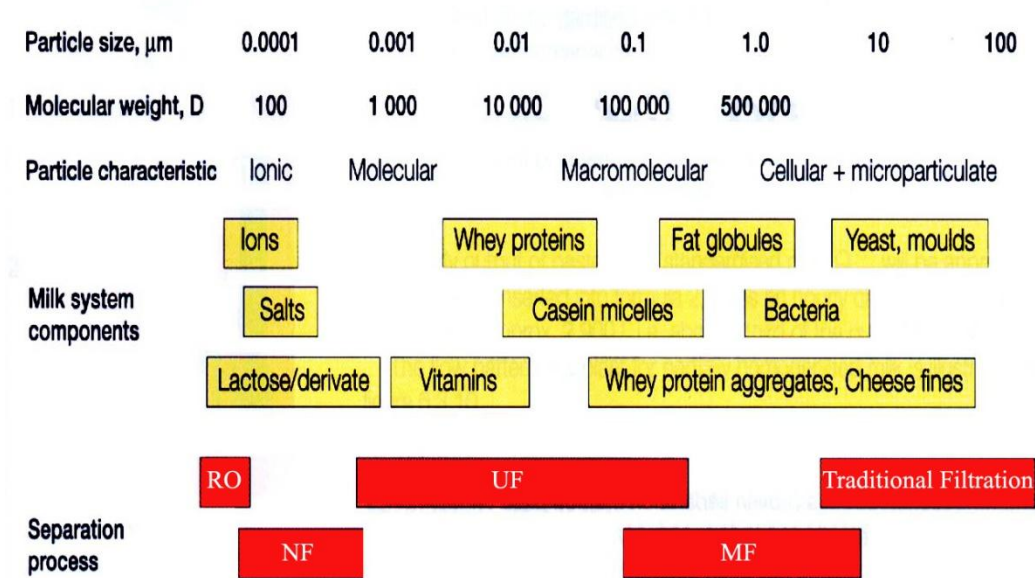 Particle size, µm 0.0001 0.001 0.01 0.1 1.0 10 100
Molecular weight, D 100 1 000 10 000 100 000 500 000
Particle characteristic Ionic Molecular Macromolecular Cellular + microparticulate
Ions Whey proteins Fat globules Yeast, moulds
Milk system
components
Salts Casein micelles Bacteria
Lactose/derivate Vitamins Whey protein aggregates, Cheese fines
RO UF Traditional Filtration
Separation
process
NF MF